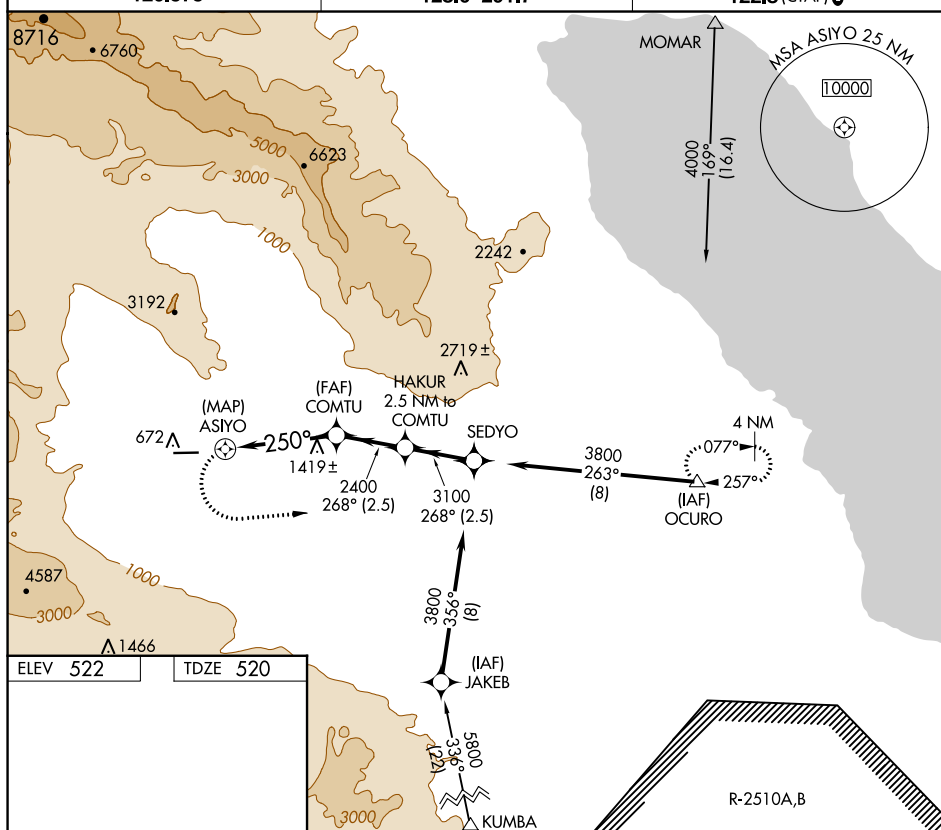 8716
6760
MOMAR
MSA ASIYO 25 NM
10000
5000
6623
3000
4000
169°
(16.4)
1000
2242
3192
2719 ±
(FAF)
COMTU
HAKUR
2.5 NM to
COMTU
(MAP)
ASIYO
SEDYO
4 NM
672
250°
077°
3800
263°
(8)
257°
1419 ±
2400
268° (2.5)
3100
268° (2.5)
(IAF)
OCURO
4587
1000
3000
3800
356°
(8)
1466
(IAF)
JAKEB
ELEV 522
TDZE 520
5800
336°
(22)
R-2510A,B
3000
KUMBA